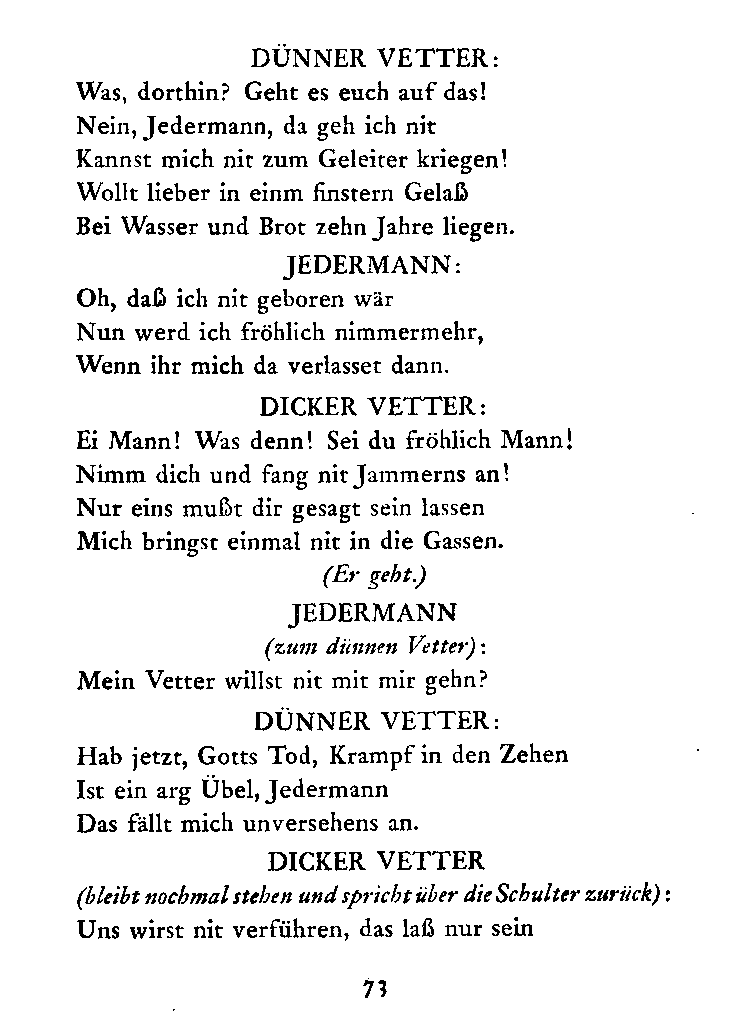 DÜNNER VETTER:
Was, dorthin? Geht es euch auf das!
Nein, Jedermann, da geh ich nit
Kannst mich nit zum Geleiter kriegen!
Wollt lieber in einm finstern Gelaß
Bei Wasser und Brot zehn Jahre liegen.
JEDERMANN:
Oh, daß ich nit geboren wär
Nun werd ich fröhlich nimmermehr,
Wenn ihr mich da verlasset dann.
DICKER VETTER:
Ei Mann! Was denn! Sei du fröhlich Mann!
Nimm dich und fang nit Jammerns an!
Nur eins mußt dir gesagt sein lassen
Mich bringst einmal nit in die Gassen.
(Er geht.)
JEDERMANN
(zum dünnen Vetter):
Mein Vetter willst nit mit mir gehn?
DÜNNER VETTER:
Hab jetzt, Gotts Tod, Krampf in den Zehen
Ist ein arg Übel, Jedermann
Das fällt mich unversehens an.
DICKER VETTER
(bleibt nochmal stehen und spricht über die Schulter zurück):
Uns wirst nit verführen, das laß nur sein
73